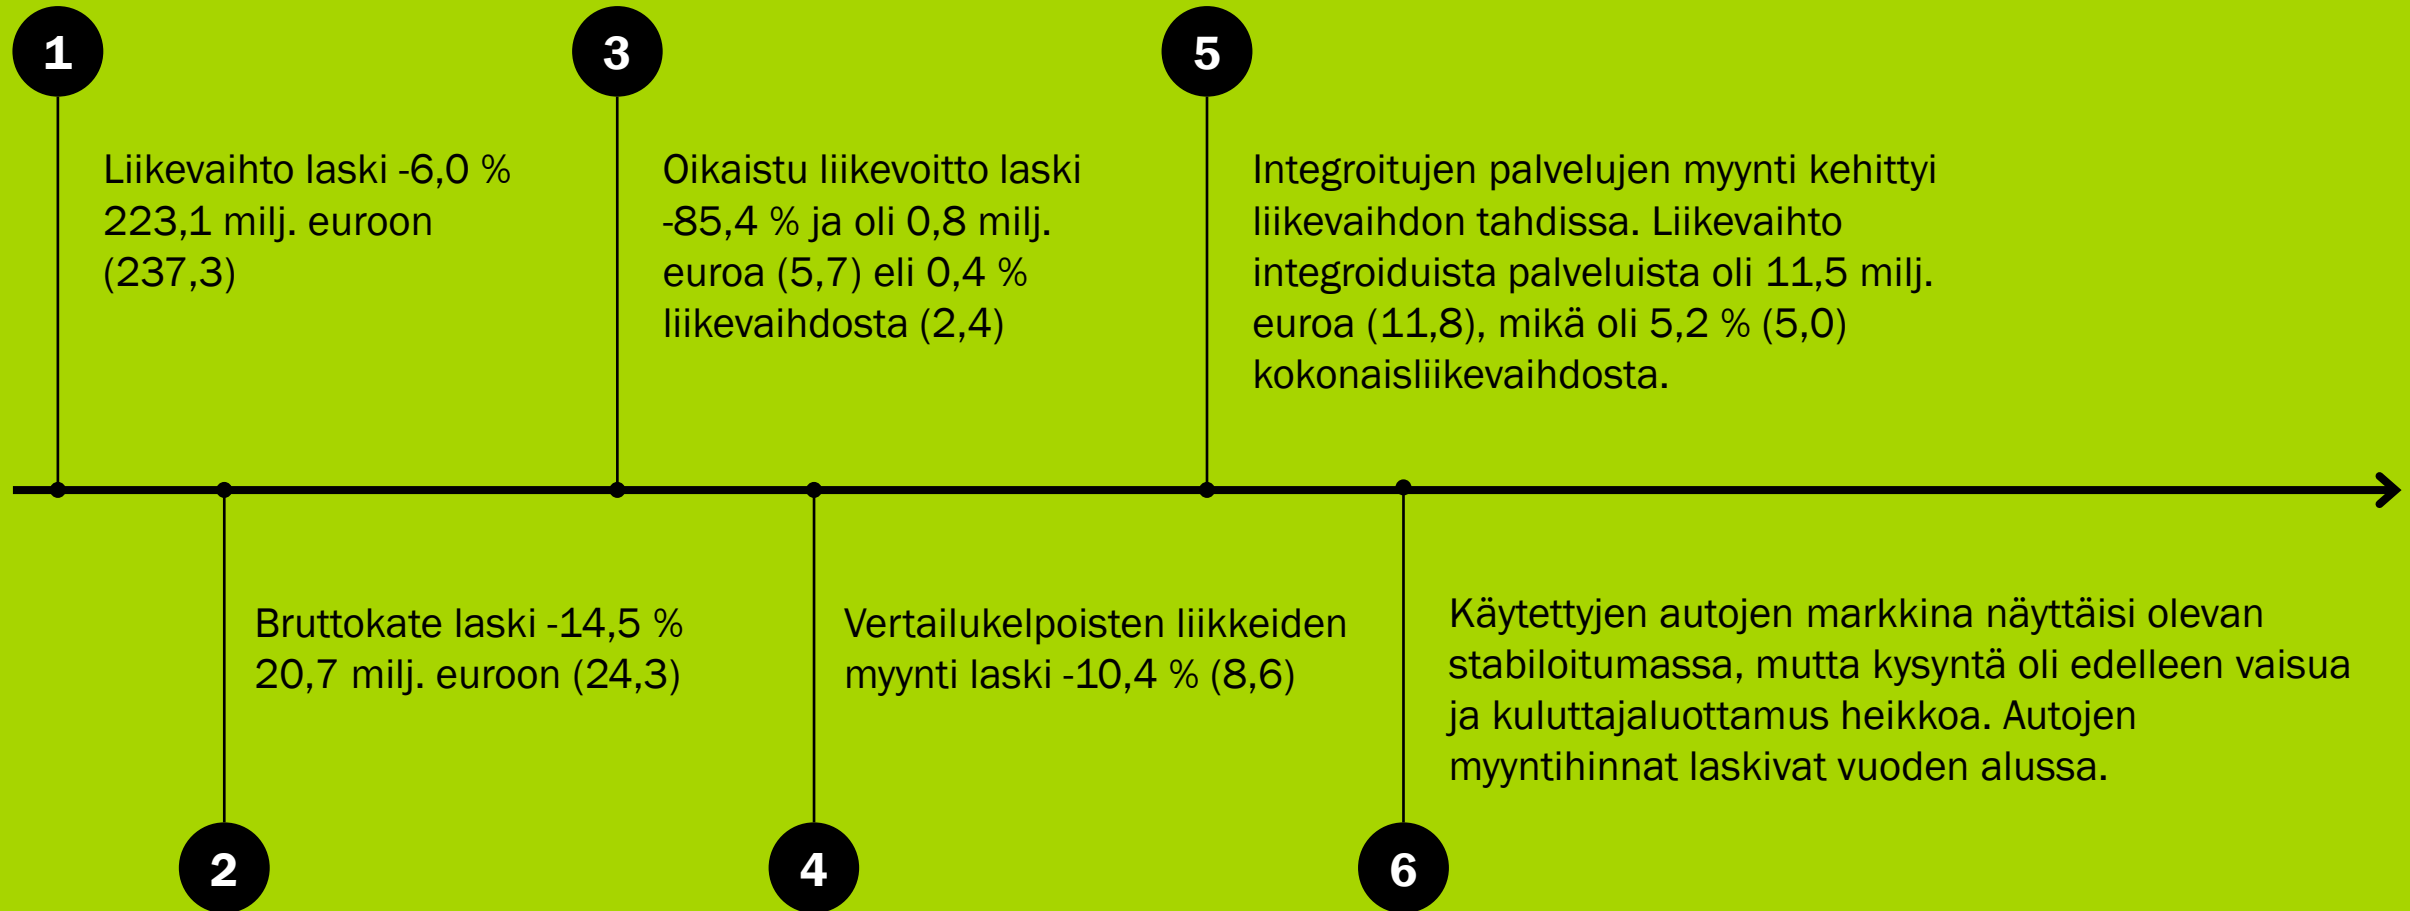 1
Liikevaihto laski -6,0 %
223,1 milj. euroon
(237,3)
2
Bruttokate laski -14,5 %
20,7 milj. euroon (24,3)
3
Oikaistu liikevoitto laski
-85,4 % ja oli 0,8 milj.
euroa (5,7) eli 0,4 %
liikevaihdosta (2,4)
4
Vertailukelpoisten liikkeiden
myynti laski -10,4 % (8,6)
5
Integroitujen palvelujen myynti kehittyi
liikevaihdon tahdissa. Liikevaihto
integroiduista palveluista oli 11,5 milj.
euroa (11,8), mikä oli 5,2 % (5,0)
kokonaisliikevaihdosta.
6
Käytettyjen autojen markkina näyttäisi olevan
stabiloitumassa, mutta kysyntä oli edelleen vaisua
ja kuluttajaluottamus heikkoa. Autojen
myyntihinnat laskivat vuoden alussa.